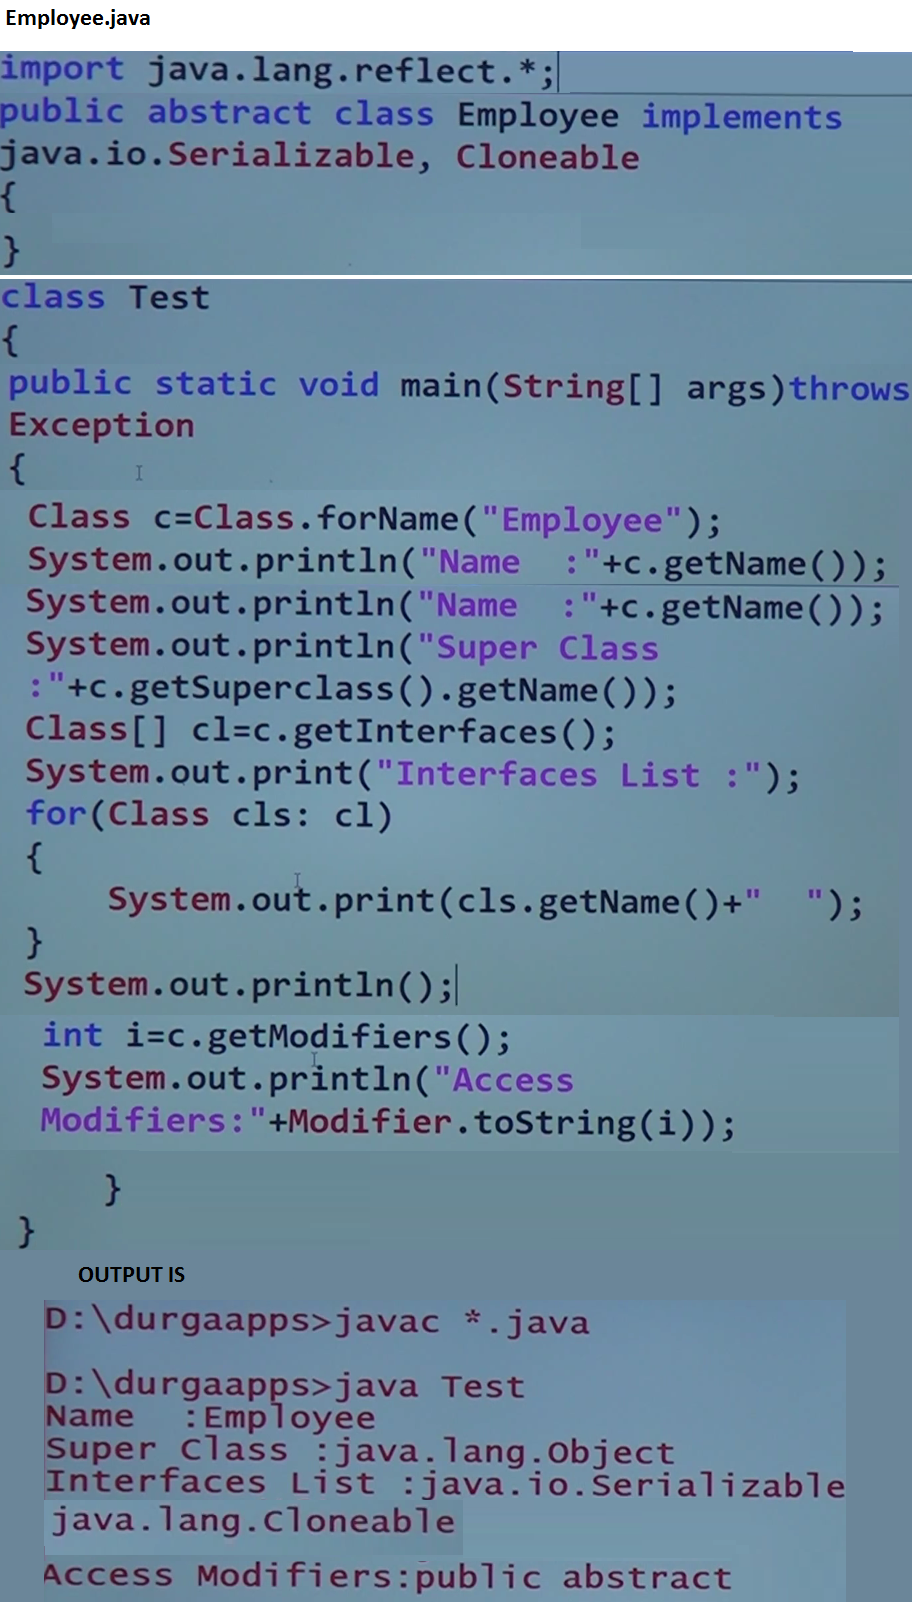 Employee.java
import java.lang.reflect.*;
public abstract class Employee implements
java.io.Serializable, Cloneable
{
}
class Test
{
public static void main(String[] args)throws
Exception
{
Class c=Class.forName("Employee");
System.out.println("Name  :"+c.getName());
System.out.println("Name  :"+c.getName());
System.out.println("Super Class
:"+c.getSuperclass().getName());
Class[] cl=c.getInterfaces();
System.out.print("Interfaces List :");
for(Class cls: cl)
{
System.out.print(cls.getName()+"  ");
}
System.out.println();
int i=c.getModifiers();
System.out.println("Access
Modifiers:"+Modifier.toString(i));
}
}
OUTPUT IS
D:\durgaapps>javac *.java
D:\durgaapps>java Test
Name  :Employee
Super Class :java.lang.Object
Interfaces List :java.io.Serializable
java.lang.Cloneable
Access Modifiers:public abstract